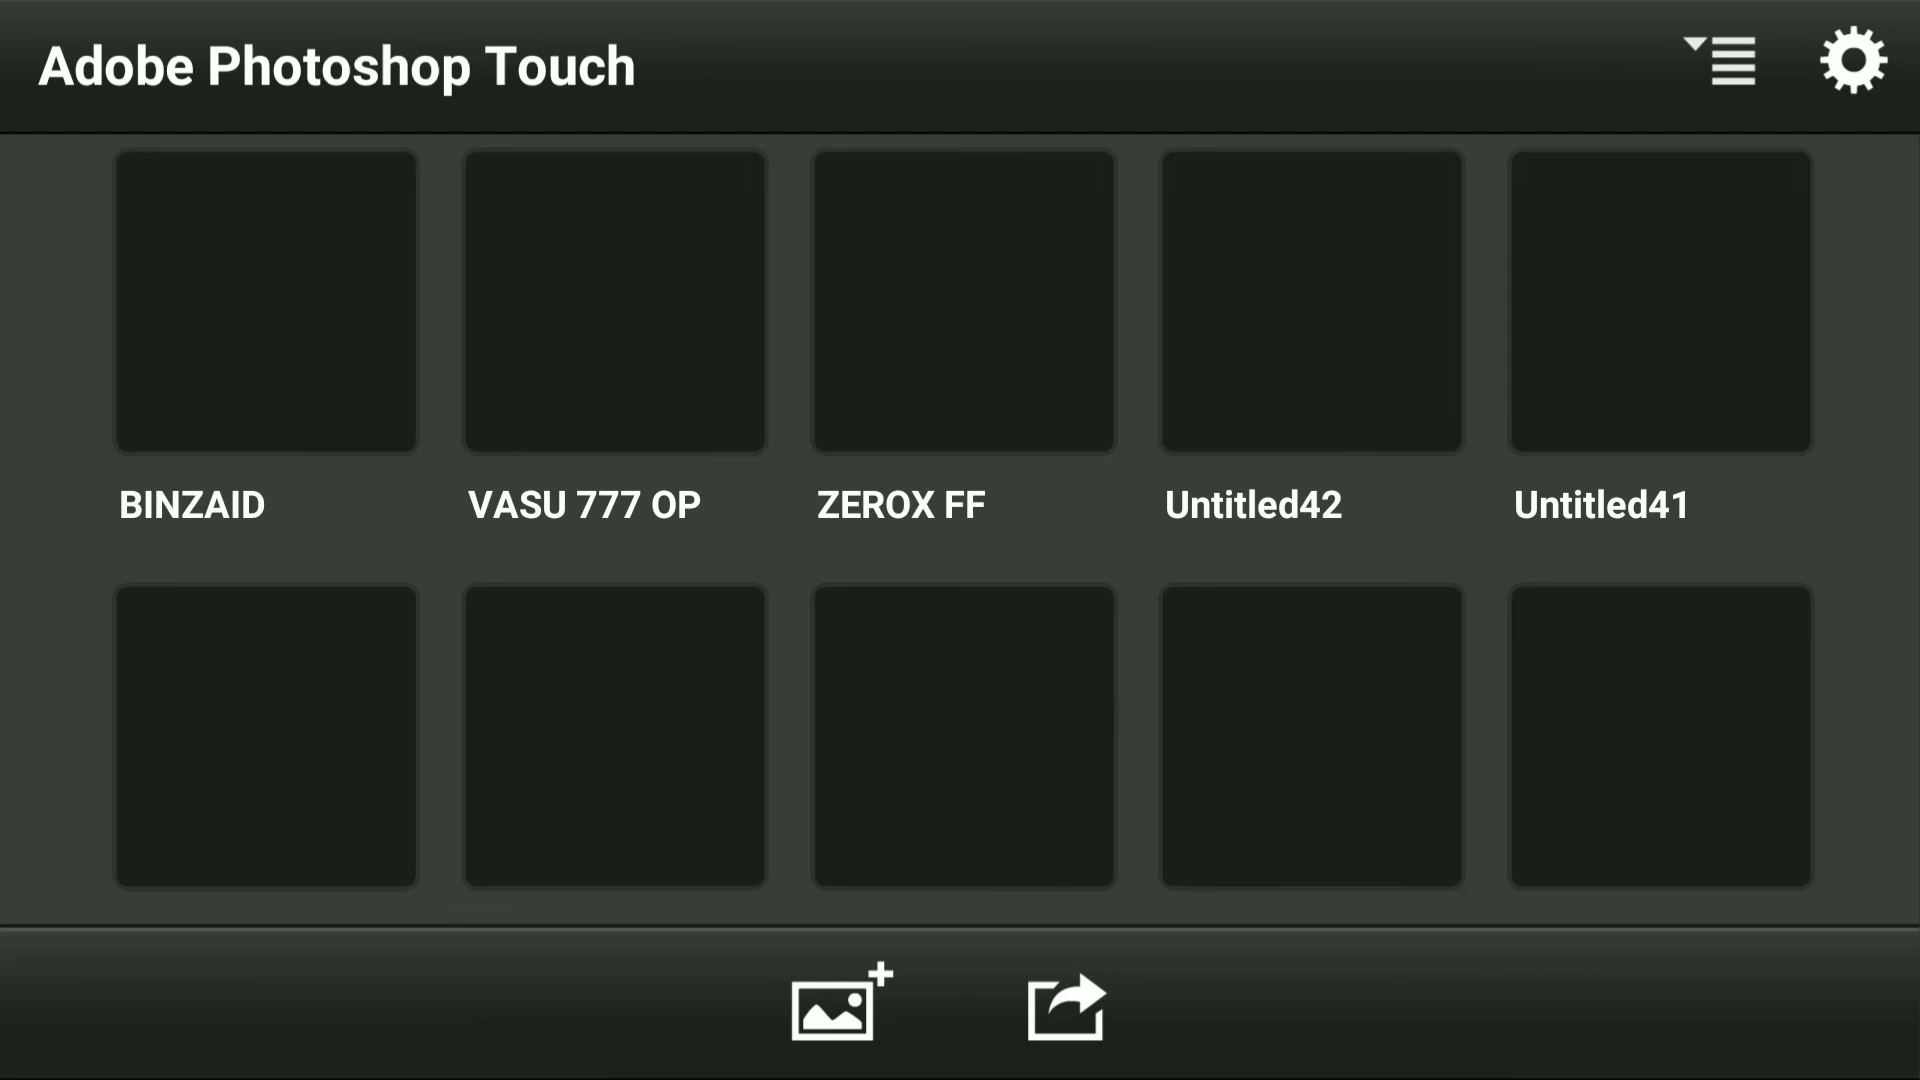 Adobe Photoshop Touch
BINZAID
VASU 777 OP
ZEROX FF
Untitled42
Untitled41